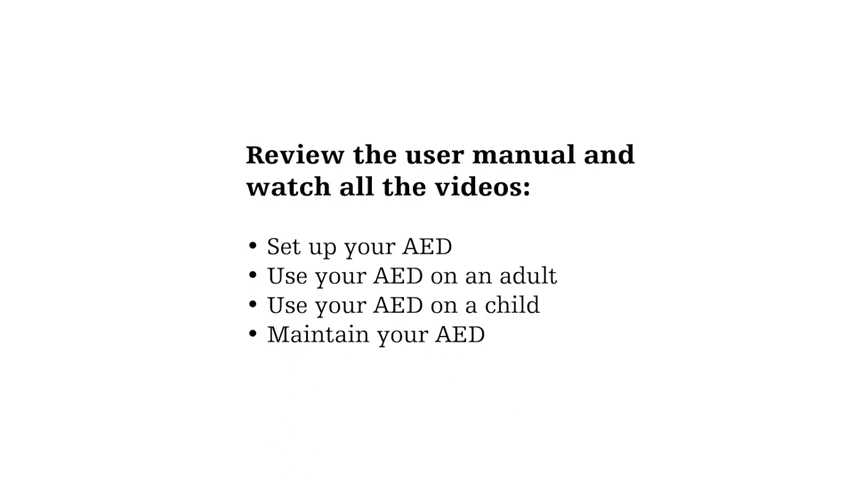 Review the user manual and
watch all the videos:
• Set up your AED
• Use your AED on an adult
• Use your AED on a child
• Maintain your AED